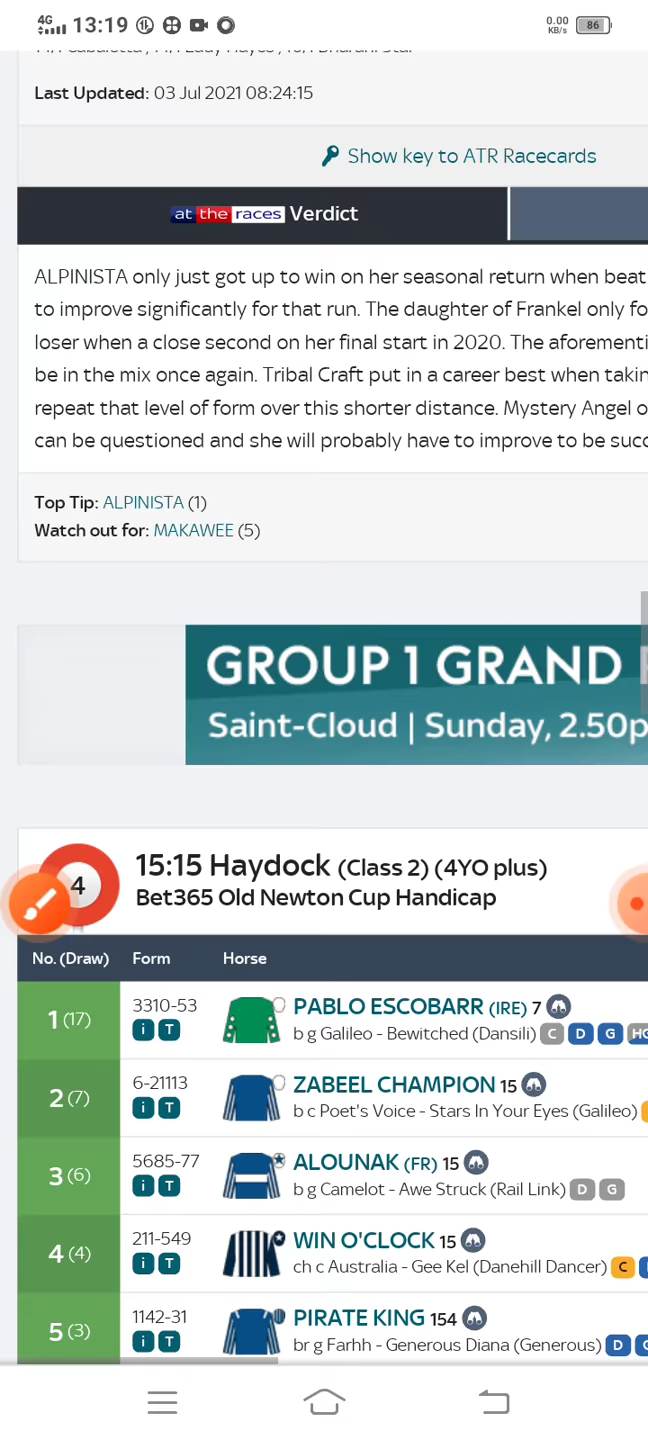 4G 13:19 0.00 KB/s 86
Last Updated: 03 Jul 2021 08:24:15
Show key to ATR Racecards
at the races Verdict
ALPINISTA only just got up to win on her seasonal return when beat
to improve significantly for that run. The daughter of Frankel only fo
loser when a close second on her final start in 2020. The aforementi
be in the mix once again. Tribal Craft put in a career best when takin
repeat that level of form over this shorter distance. Mystery Angel o
can be questioned and she will probably have to improve to be succ
Top Tip: ALPINISTA (1)
Watch out for: MAKAWEE (5)
GROUP 1 GRAND
Saint-Cloud | Sunday, 2.50p
4 15:15 Haydock (Class 2) (4YO plus)
Bet365 Old Newton Cup Handicap
No. (Draw) Form Horse
1 (17) 3310-53 PABLO ESCOBARR (IRE) 7
i T b g Galileo - Bewitched (Dansili) C D G HG
2 (7) 6-21113 ZABEEL CHAMPION 15
i T b c Poet's Voice - Stars In Your Eyes (Galileo)
3 (6) 5685-77 ALOUNAK (FR) 15
i T b g Camelot - Awe Struck (Rail Link) D G
4 (4) 211-549 WIN O'CLOCK 15
i T ch c Australia - Gee Kel (Danehill Dancer) C
5 (3) 1142-31 PIRATE KING 154
i T br g Farhh - Generous Diana (Generous) D